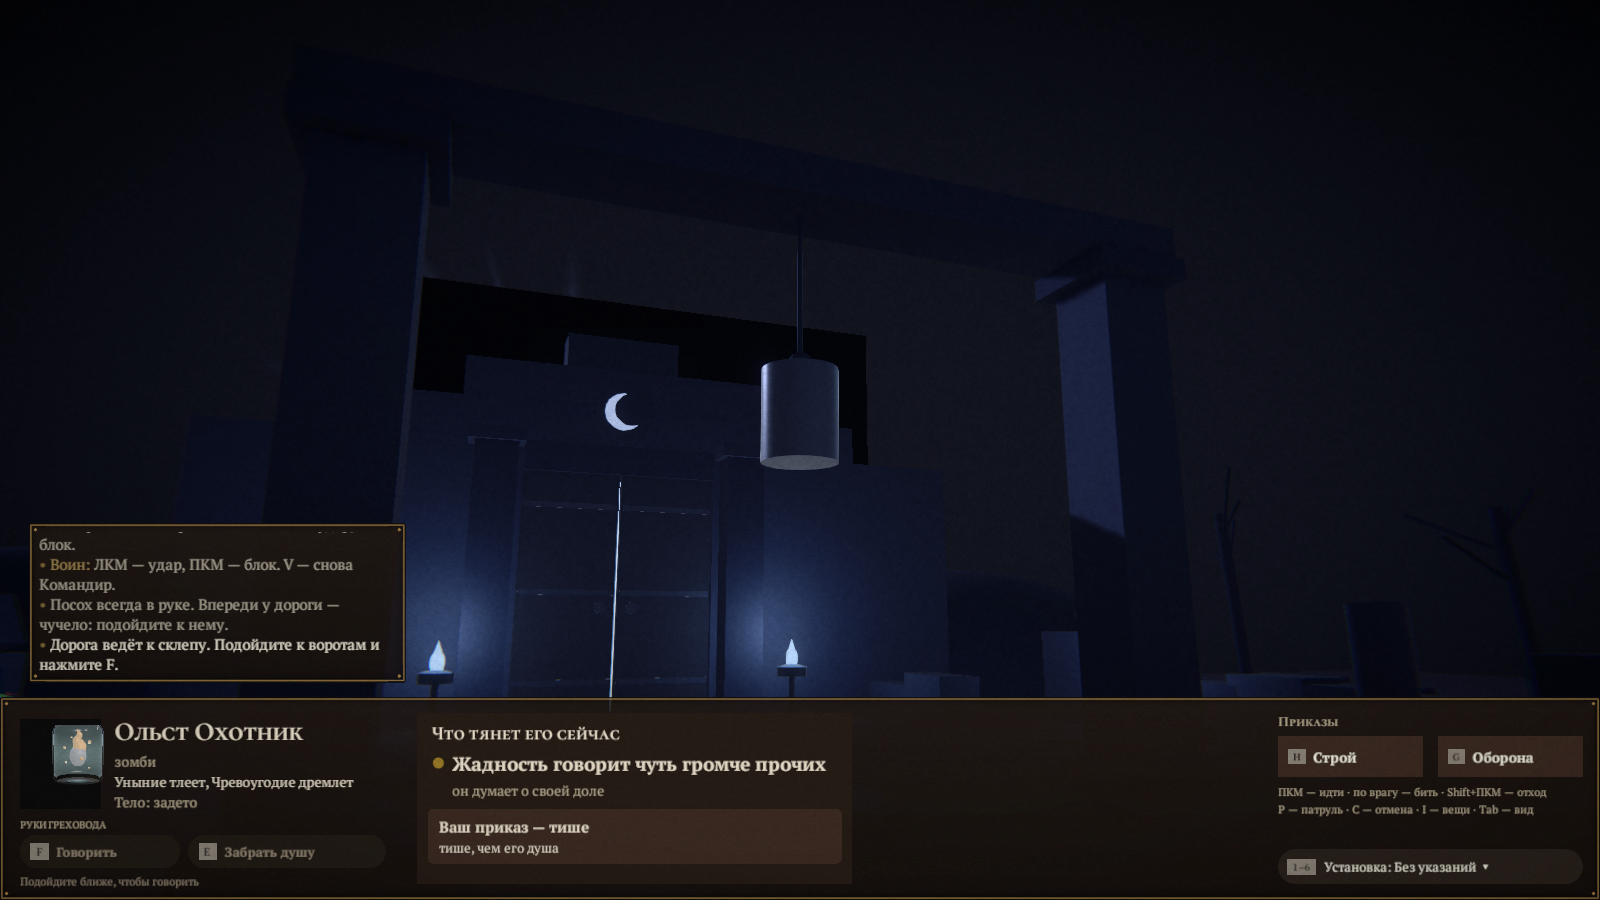 блок.
• Воин: ЛКМ — удар, ПКМ — блок. V — снова
Командир.
• Посох всегда в руке. Впереди у дороги —
чучело: подойдите к нему.
• Дорога ведёт к склепу. Подойдите к воротам и
нажмите F.
Ольст Охотник
зомби
Уныние тлеет, Чревоугодие дремлет
Тело: задето
РУКИ ГРЕХОВОДА
F Говорить
E Забрать душу
Подойдите ближе, чтобы говорить
Что тянет его сейчас
Жадность говорит чуть громче прочих
он думает о своей доле
Ваш приказ — тише
тише, чем его душа
Приказы
H Строй
G Оборона
ПКМ — идти · по врагу — бить · Shift+ПКМ — отход
P — патруль · C — отмена · I — вещи · Tab — вид
1–6 Установка: Без указаний ▾